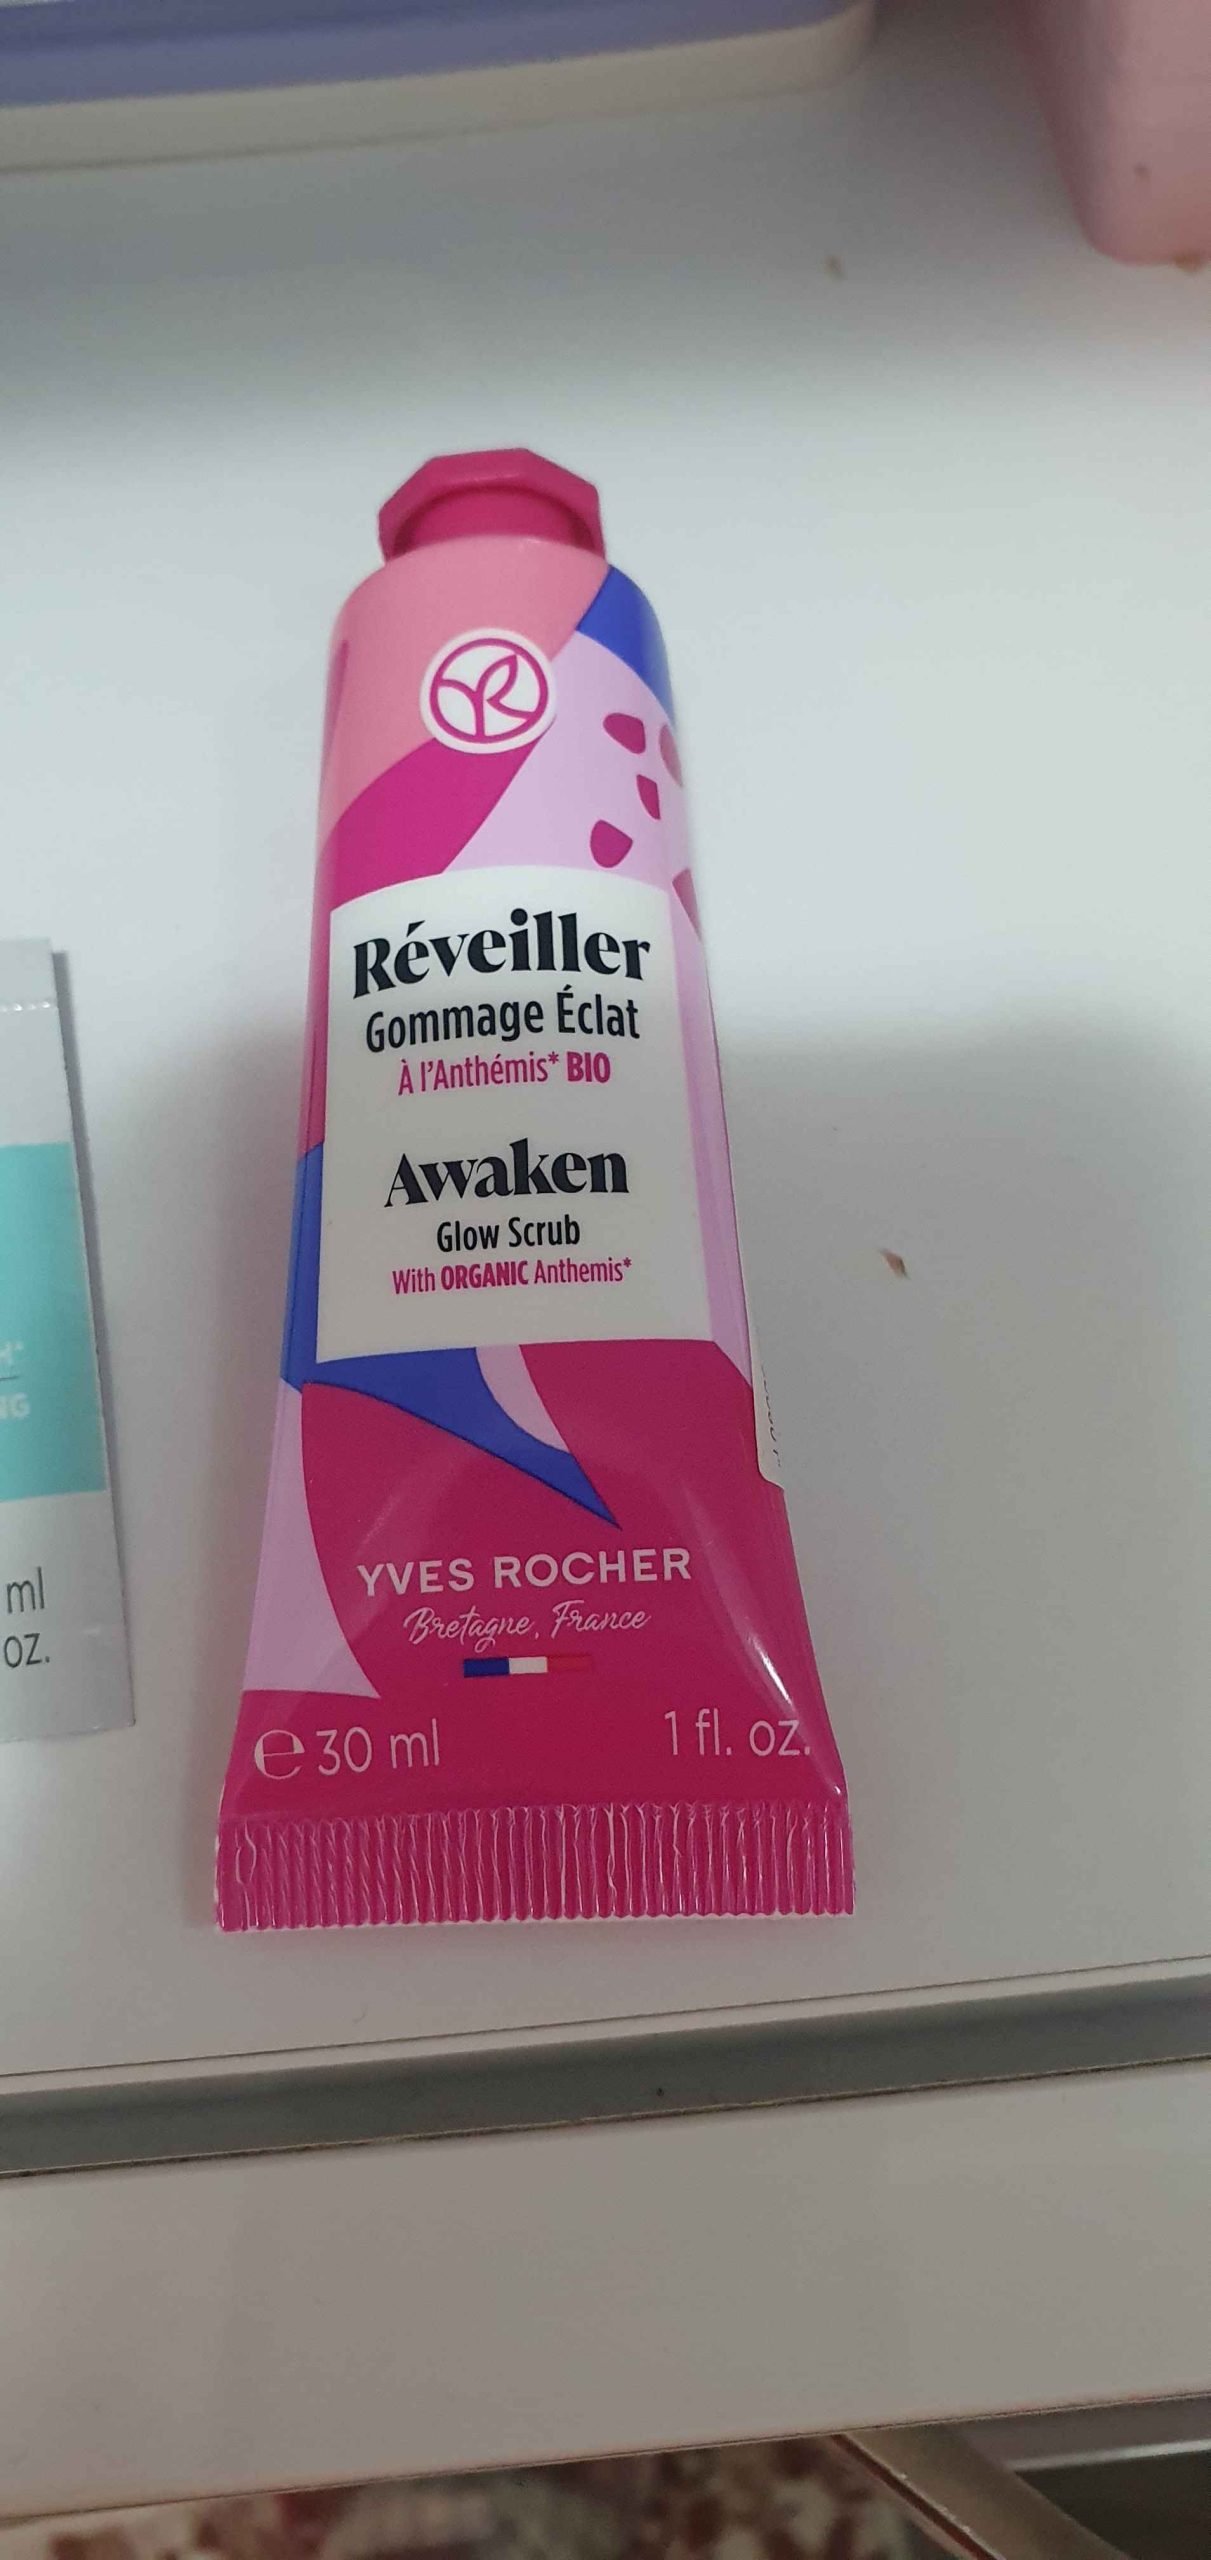 Réveiller
Gommage Éclat
À l'Anthémis* BIO
Awaken
Glow Scrub
With ORGANIC Anthemis*
YVES ROCHER
Bretagne, France
e 30 ml 1 fl. oz.
NG
ml
oz.